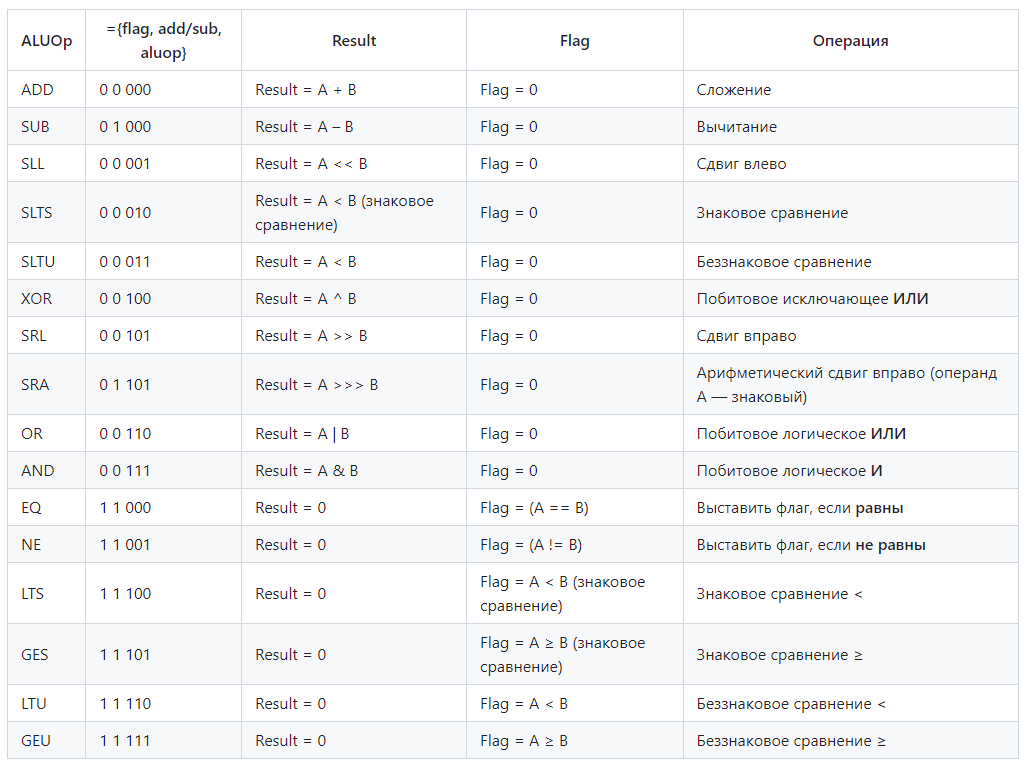 ALUOp ={flag, add/sub, aluop} Result Flag Операция
ADD 0 0 000 Result = A + B Flag = 0 Сложение
SUB 0 1 000 Result = A – B Flag = 0 Вычитание
SLL 0 0 001 Result = A << B Flag = 0 Сдвиг влево
SLTS 0 0 010 Result = A < B (знаковое сравнение) Flag = 0 Знаковое сравнение
SLTU 0 0 011 Result = A < B Flag = 0 Беззнаковое сравнение
XOR 0 0 100 Result = A ^ B Flag = 0 Побитовое исключающее ИЛИ
SRL 0 0 101 Result = A >> B Flag = 0 Сдвиг вправо
SRA 0 1 101 Result = A >>> B Flag = 0 Арифметический сдвиг вправо (операнд A — знаковый)
OR 0 0 110 Result = A | B Flag = 0 Побитовое логическое ИЛИ
AND 0 0 111 Result = A & B Flag = 0 Побитовое логическое И
EQ 1 1 000 Result = 0 Flag = (A == B) Выставить флаг, если равны
NE 1 1 001 Result = 0 Flag = (A != B) Выставить флаг, если не равны
LTS 1 1 100 Result = 0 Flag = A < B (знаковое сравнение) Знаковое сравнение <
GES 1 1 101 Result = 0 Flag = A ≥ B (знаковое сравнение) Знаковое сравнение ≥
LTU 1 1 110 Result = 0 Flag = A < B Беззнаковое сравнение <
GEU 1 1 111 Result = 0 Flag = A ≥ B Беззнаковое сравнение ≥